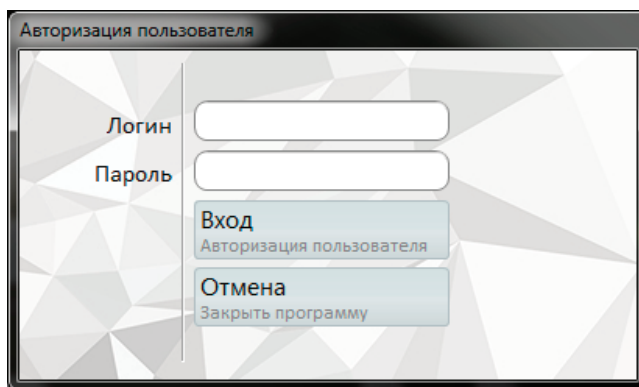 Авторизация пользователя
Логин
Пароль
Вход
Авторизация пользователя
Отмена
Закрыть программу